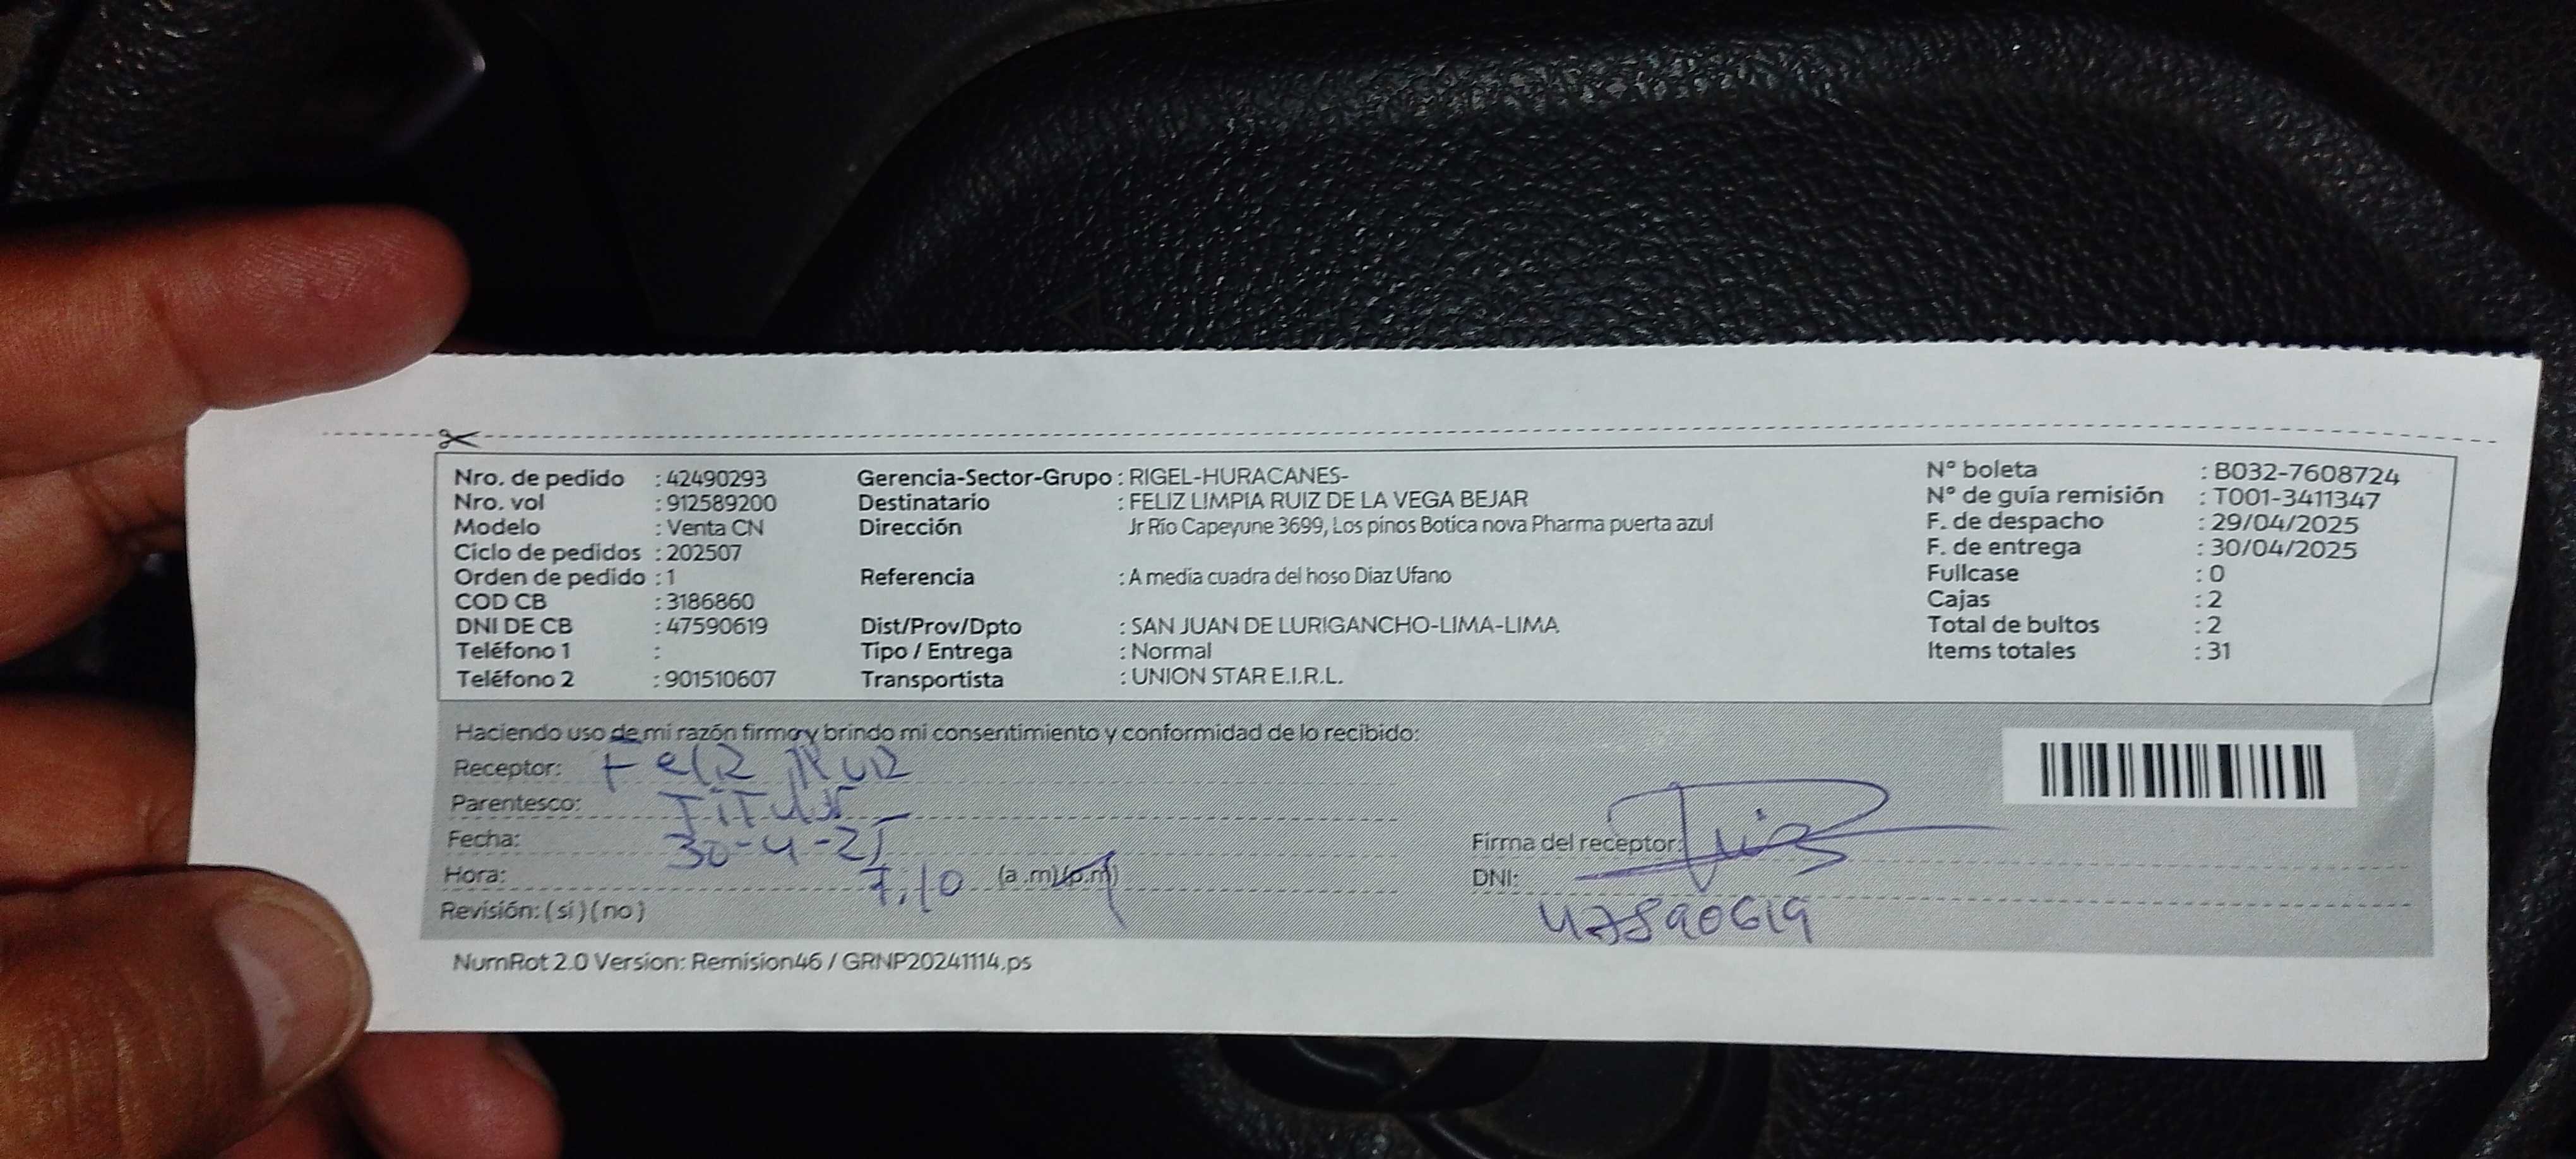 Nro. de pedido : 42490293
Nro. vol : 912589200
Modelo : Venta CN
Ciclo de pedidos : 202507
Orden de pedido : 1
COD CB : 3186860
DNI DE CB : 47590619
Teléfono 1 :
Teléfono 2 : 901510607
Gerencia-Sector-Grupo : RIGEL-HURACANES-
Destinatario : FELIZ LIMPIA RUIZ DE LA VEGA BEJAR
Dirección Jr Río Capeyune 3699, Los pinos Botica nova Pharma puerta azul
Referencia : A media cuadra del hoso Diaz Ufano
Dist/Prov/Dpto : SAN JUAN DE LURIGANCHO-LIMA-LIMA
Tipo / Entrega : Normal
Transportista : UNION STAR E.I.R.L.
N° boleta : B032-7608724
N° de guía remisión : T001-3411347
F. de despacho : 29/04/2025
F. de entrega : 30/04/2025
Fullcase : 0
Cajas : 2
Total de bultos : 2
Items totales : 31
Haciendo uso de mi razón firmo y brindo mi consentimiento y conformidad de lo recibido:
Receptor: Feliz Ruiz
Parentesco: Titular
Fecha: 30-4-25
Hora: 7:10 (a .m)(p.m)
Revisión: ( si ) ( no )
Firma del receptor: Ruiz
DNI:
47590619
NumRot 2.0 Version: Remision46 / GRNP20241114.ps